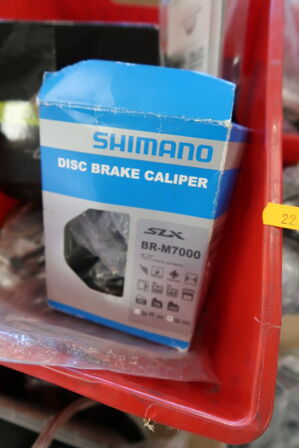 SHIMANO
DISC BRAKE CALIPER
SLX
BR-M7000
22